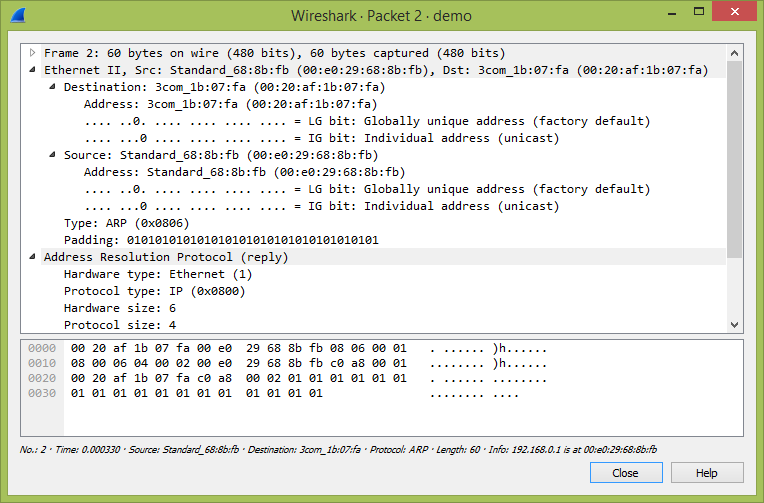 Wireshark · Packet 2 · demo
Frame 2: 60 bytes on wire (480 bits), 60 bytes captured (480 bits)
Ethernet II, Src: Standard_68:8b:fb (00:e0:29:68:8b:fb), Dst: 3com_1b:07:fa (00:20:af:1b:07:fa)
Destination: 3com_1b:07:fa (00:20:af:1b:07:fa)
Address: 3com_1b:07:fa (00:20:af:1b:07:fa)
.... ..0. .... .... .... .... = LG bit: Globally unique address (factory default)
.... ...0 .... .... .... .... = IG bit: Individual address (unicast)
Source: Standard_68:8b:fb (00:e0:29:68:8b:fb)
Address: Standard_68:8b:fb (00:e0:29:68:8b:fb)
.... ..0. .... .... .... .... = LG bit: Globally unique address (factory default)
.... ...0 .... .... .... .... = IG bit: Individual address (unicast)
Type: ARP (0x0806)
Padding: 010101010101010101010101010101010101
Address Resolution Protocol (reply)
Hardware type: Ethernet (1)
Protocol type: IP (0x0800)
Hardware size: 6
Protocol size: 4
0000 00 20 af 1b 07 fa 00 e0 29 68 8b fb 08 06 00 01 . ...... )h......
0010 08 00 06 04 00 02 00 e0 29 68 8b fb c0 a8 00 01 ........ )h......
0020 00 20 af 1b 07 fa c0 a8 00 02 01 01 01 01 01 01 . ...... ........
0030 01 01 01 01 01 01 01 01 01 01 01 01 ........ ....
No.: 2 · Time: 0.000330 · Source: Standard_68:8b:fb · Destination: 3com_1b:07:fa · Protocol: ARP · Length: 60 · Info: 192.168.0.1 is at 00:e0:29:68:8b:fb
Close Help